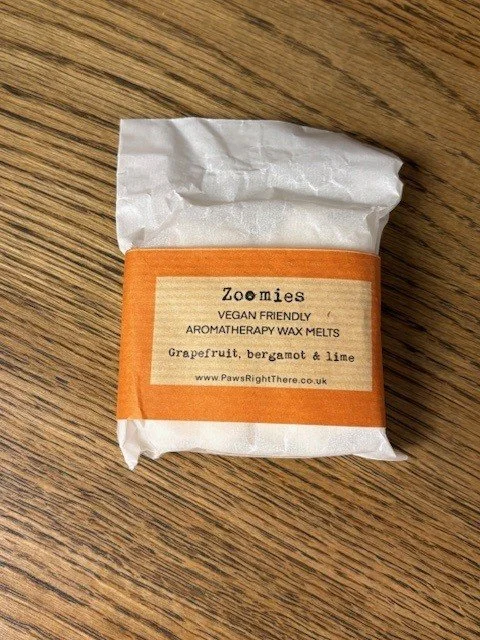 Zoomies
VEGAN FRIENDLY
AROMATHERAPY WAX MELTS
Grapefruit, bergamot & lime
www.PawsRightThere.co.uk